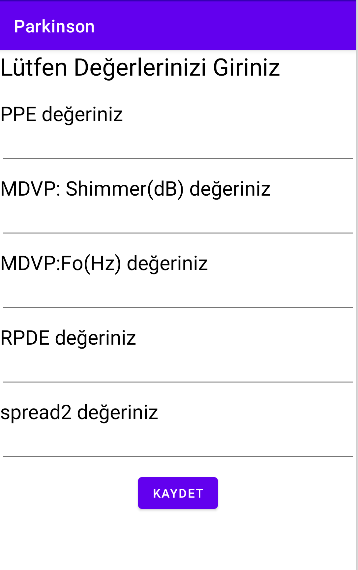 Parkinson
Lütfen Değerlerinizi Giriniz
PPE değeriniz
MDVP: Shimmer(dB) değeriniz
MDVP:Fo(Hz) değeriniz
RPDE değeriniz
spread2 değeriniz
KAYDET